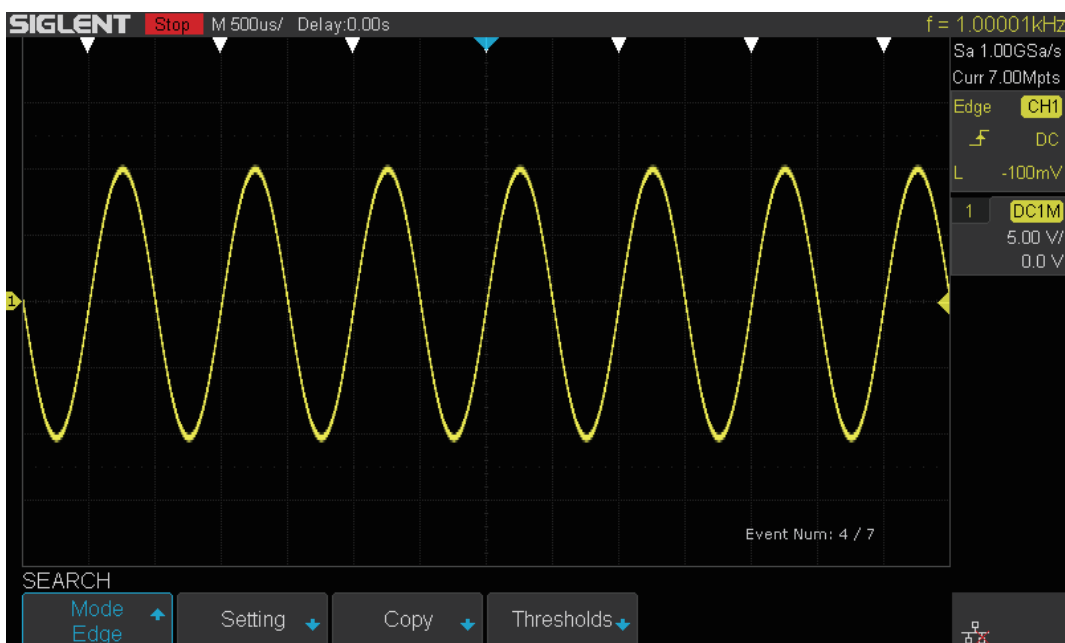 SIGLENT Stop M 500us/ Delay:0.00s f = 1.00001kHz
Sa 1.00GSa/s
Curr 7.00Mpts
Edge CH1
DC
L -100mV
1 DC1M
5.00 V/
0.0 V
1
Event Num: 4 / 7
SEARCH
Mode
Edge
Setting
Copy
Thresholds